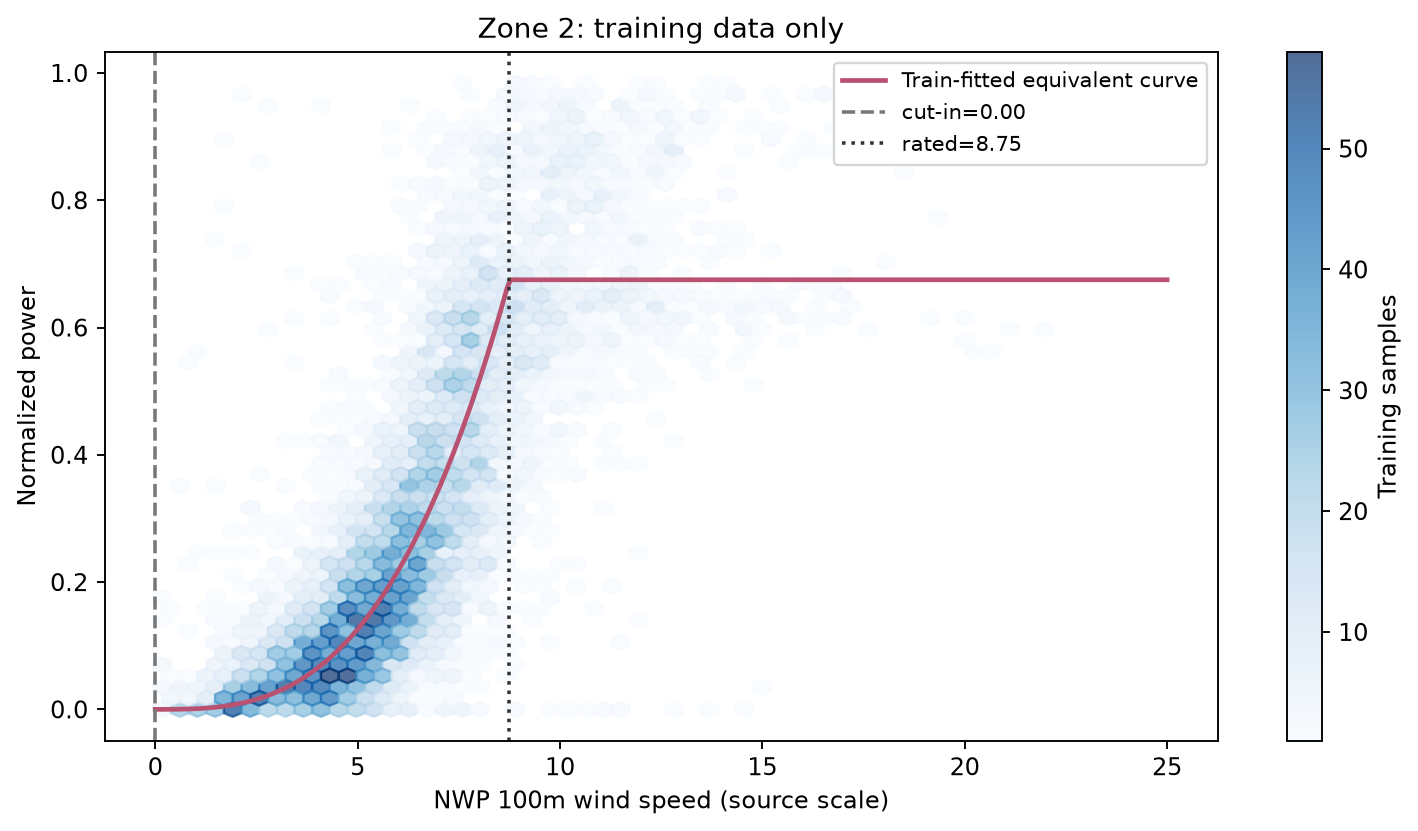 Zone 2: training data only
Train-fitted equivalent curve
cut-in=0.00
rated=8.75
Normalized power
1.0
0.8
0.6
0.4
0.2
0.0
0
5
10
15
20
25
NWP 100m wind speed (source scale)
50
40
30
20
10
Training samples